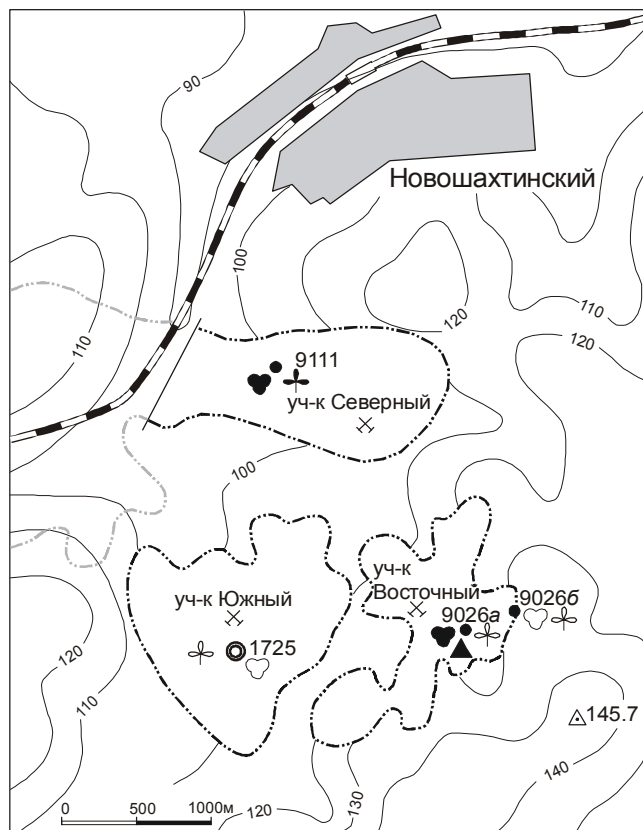 90
Новошахтинский
100
110
120
120
110
9111
уч-к Северный
100
уч-к
Восточный
9026а
9026б
уч-к Южный
1725
120
110
145.7
140
130
120
0 500 1000м